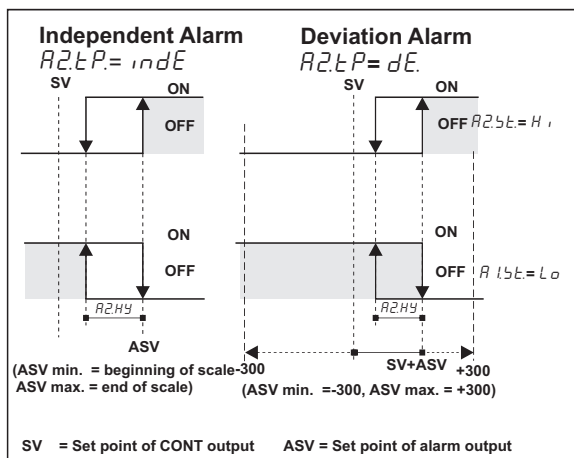 Independent Alarm
A2.tP.= indE
SV
ON
OFF
ON
OFF
A2.HY
ASV
(ASV min. = beginning of scale
ASV max. = end of scale)
Deviation Alarm
A2.tP= dE.
SV
ON
OFF A2.St.= Hi
ON
OFF A1.St.= Lo
A2.HY
-300 SV+ASV +300
(ASV min. =-300, ASV max. = +300)
SV = Set point of CONT output ASV = Set point of alarm output